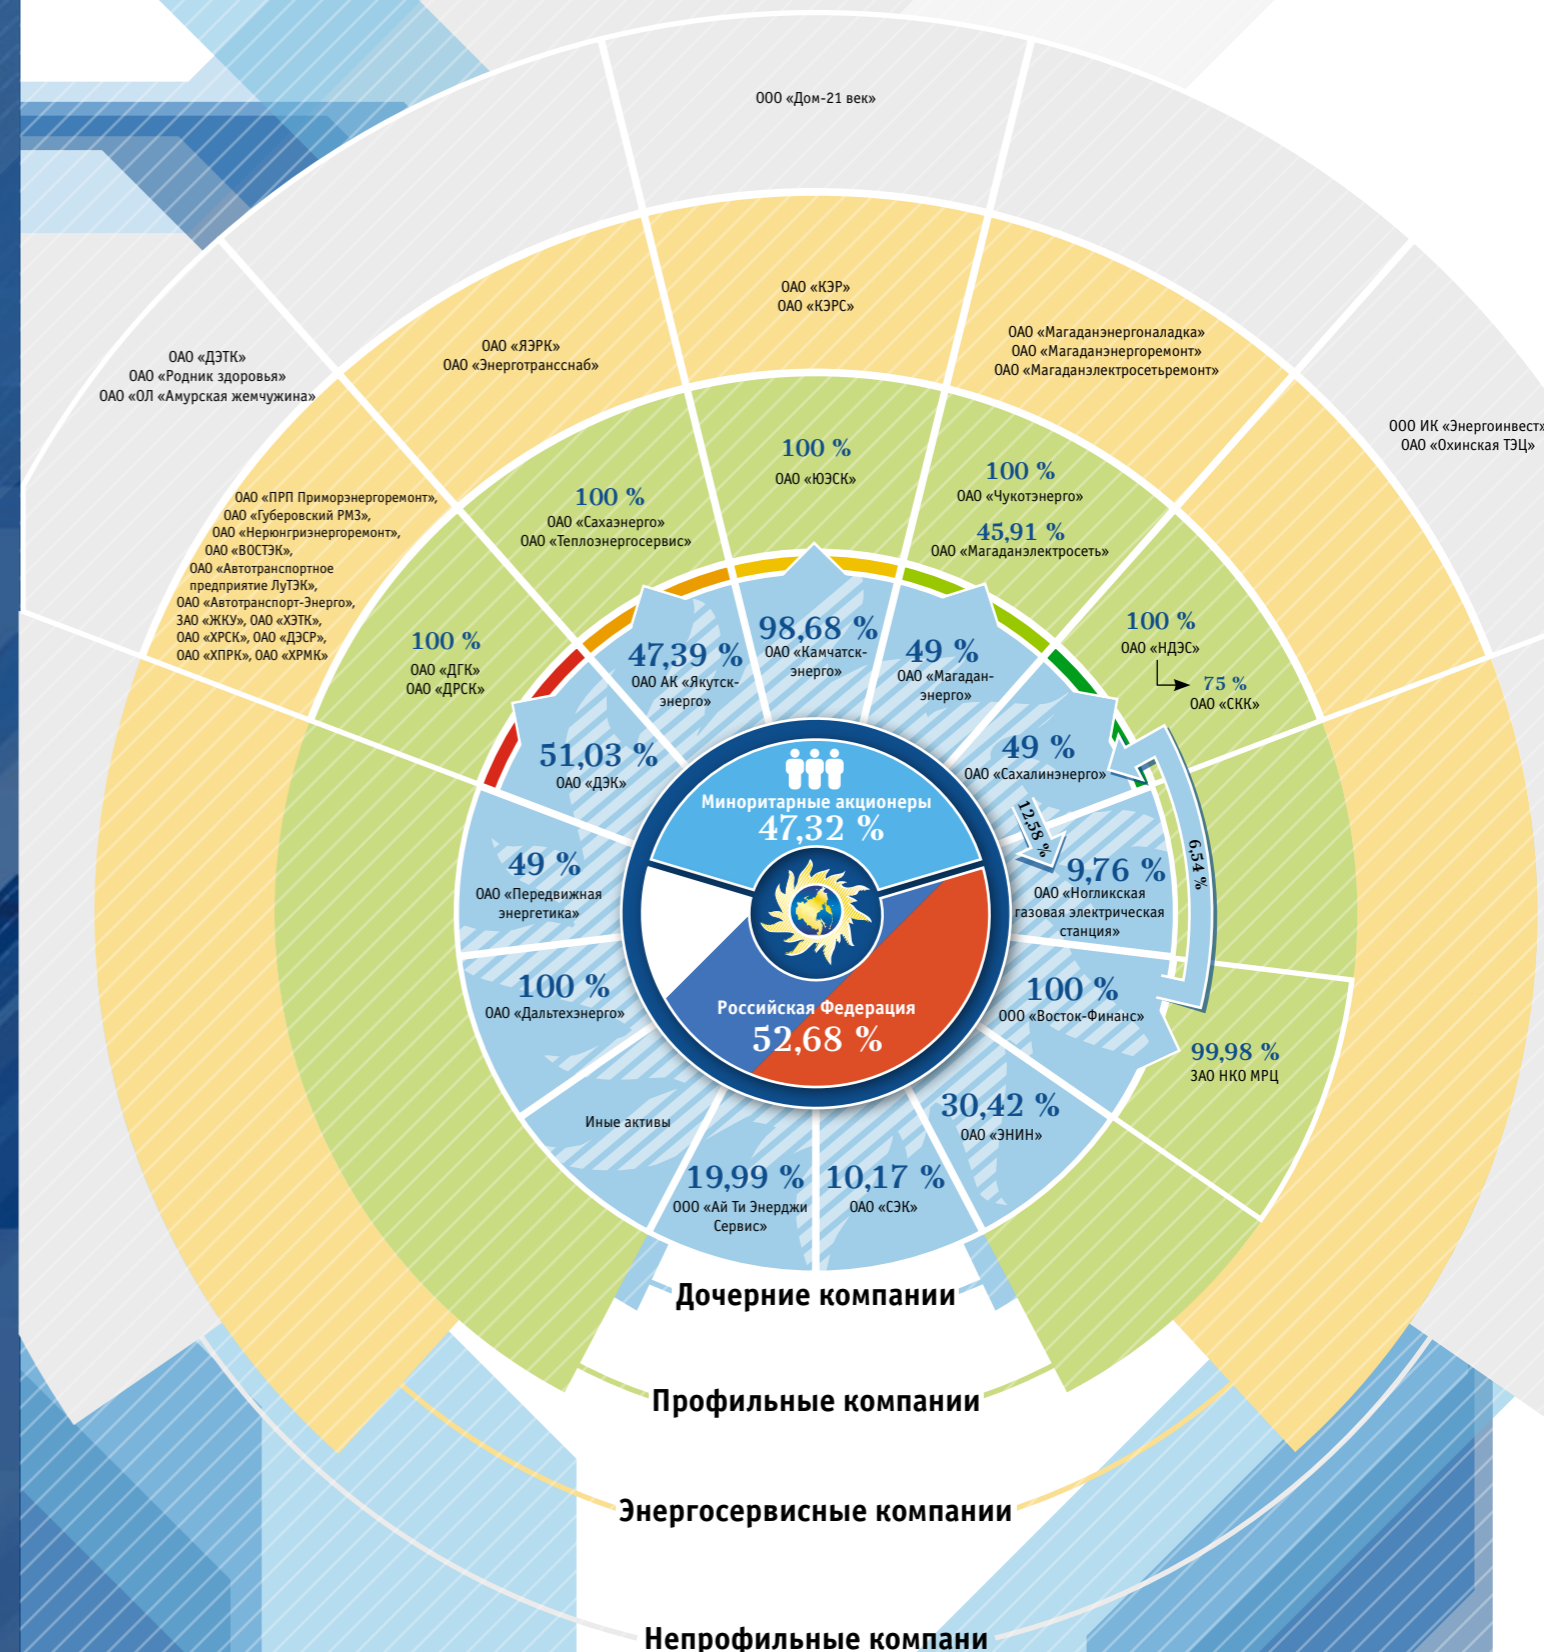 ООО «Дом-21 век»
ОАО «КЭР»
ОАО «КЭРС»
ОАО «ЯЭРК»
ОАО «Энерготрансснаб»
ОАО «Магаданэнергоналадка»
ОАО «Магаданэнергоремонт»
ОАО «Магаданэлектросетьремонт»
ОАО «ДЭТК»
ОАО «Родник здоровья»
ОАО «ОЛ «Амурская жемчужина»
ООО ИК «Энергоинвест»
ОАО «Охинская ТЭЦ»
ОАО «ПРП Приморэнергоремонт»,
ОАО «Губеровский РМЗ»,
ОАО «Нерюнгриэнергоремонт»,
ОАО «ВОСТЭК»,
ОАО «Автотранспортное
предприятие ЛуТЭК»,
ОАО «Автотранспорт-Энерго»,
ЗАО «ЖКУ», ОАО «ХЭТК»,
ОАО «ХРСК», ОАО «ДЭСР»,
ОАО «ХПРК», ОАО «ХРМК»
100 %
ОАО «ДГК»
ОАО «ДРСК»
100 %
ОАО «Сахаэнерго»
ОАО «Теплоэнергосервис»
100 %
ОАО «ЮЭСК»
100 %
ОАО «Чукотэнерго»
45,91 %
ОАО «Магаданэлектросеть»
100 %
ОАО «НДЭС»
75 %
ОАО «СКК»
51,03 %
ОАО «ДЭК»
47,39 %
ОАО АК «Якутск-
энерго»
98,68 %
ОАО «Камчатск-
энерго»
49 %
ОАО «Магадан-
энерго»
49 %
ОАО «Сахалинэнерго»
12,58 %
6,54 %
9,76 %
ОАО «Ногликская
газовая электрическая
станция»
49 %
ОАО «Передвижная
энергетика»
Миноритарные акционеры
47,32 %
Российская Федерация
52,68 %
100 %
ОАО «Дальтехэнерго»
100 %
ООО «Восток-Финанс»
99,98 %
ЗАО НКО МРЦ
Иные активы
30,42 %
ОАО «ЭНИН»
19,99 %
ООО «Ай Ти Энерджи
Сервис»
10,17 %
ОАО «СЭК»
Дочерние компании
Профильные компании
Энергосервисные компании
Непрофильные компани